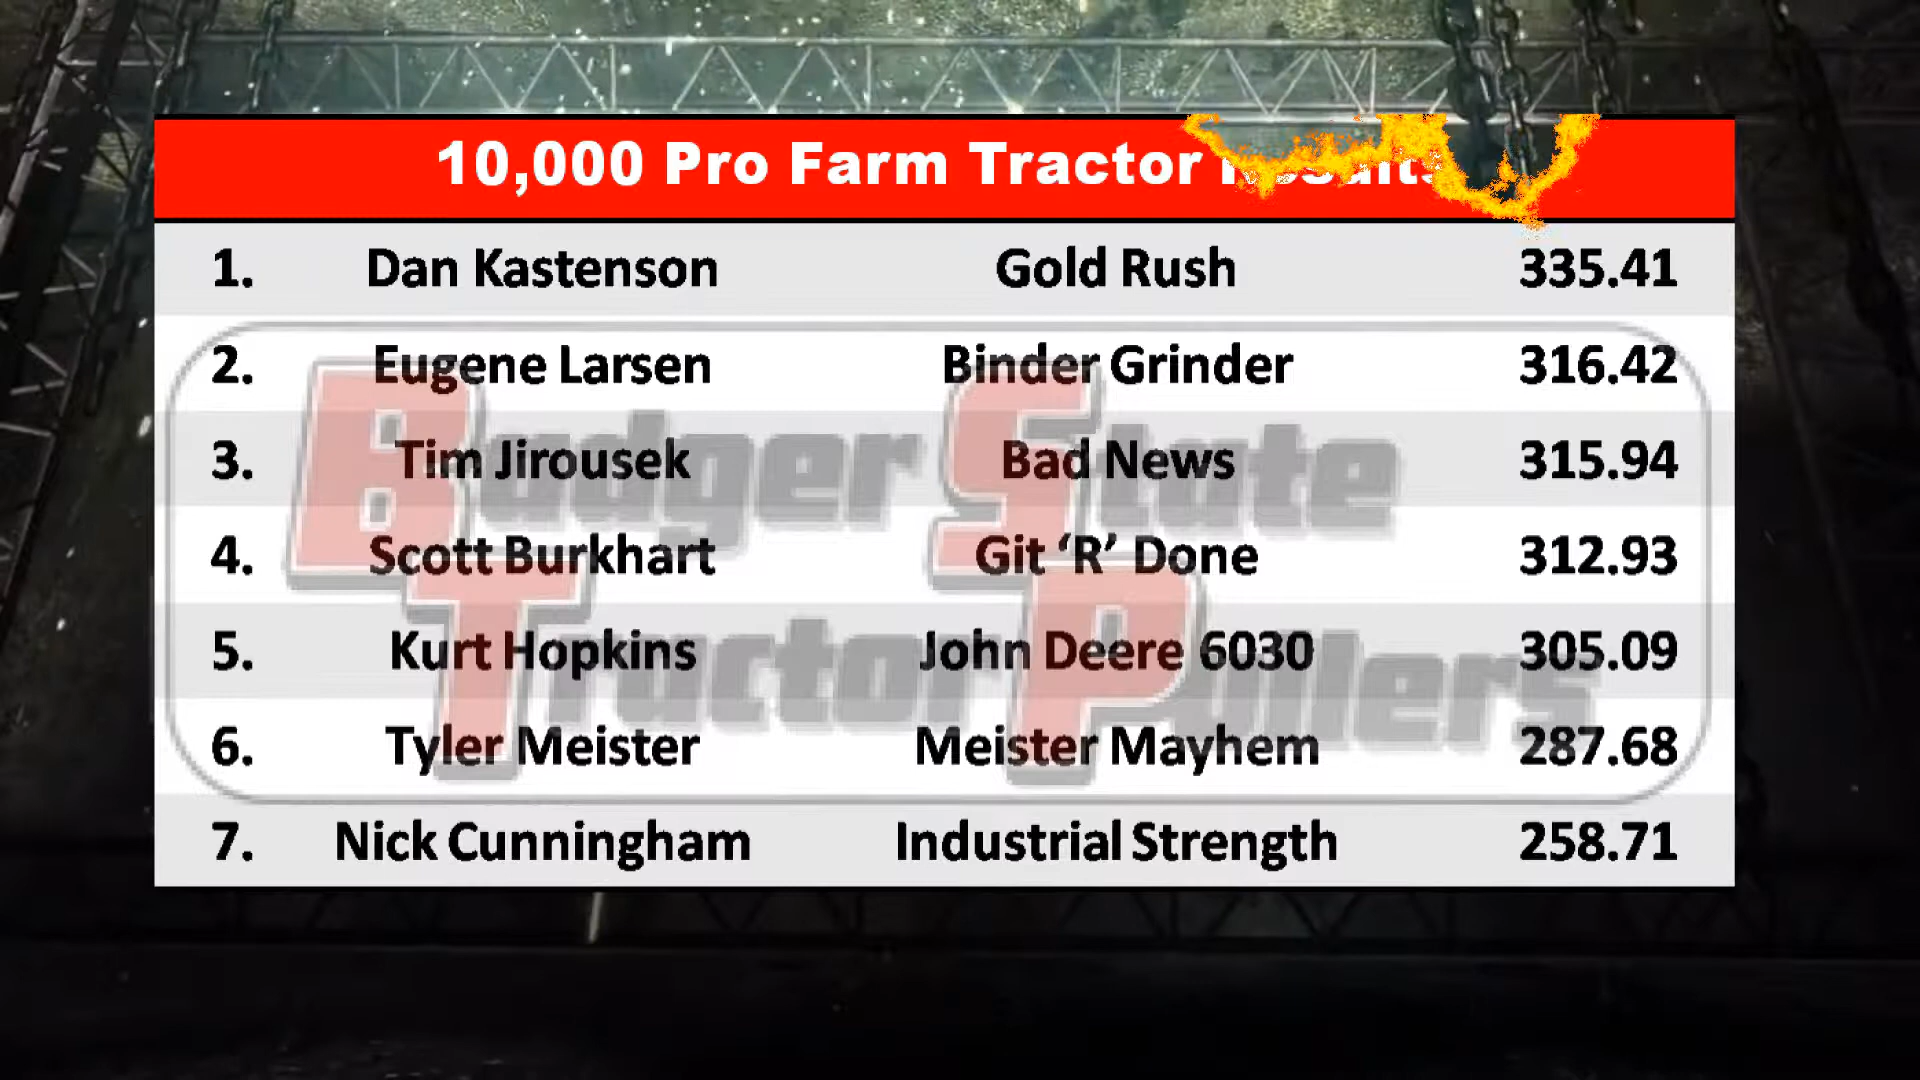 10,000 Pro Farm Tractor Results
1. Dan Kastenson Gold Rush 335.41
2. Eugene Larsen Binder Grinder 316.42
3. Tim Jirousek Bad News 315.94
4. Scott Burkhart Git ‘R’ Done 312.93
5. Kurt Hopkins John Deere 6030 305.09
6. Tyler Meister Meister Mayhem 287.68
7. Nick Cunningham Industrial Strength 258.71
Badger State
Tractor Pullers